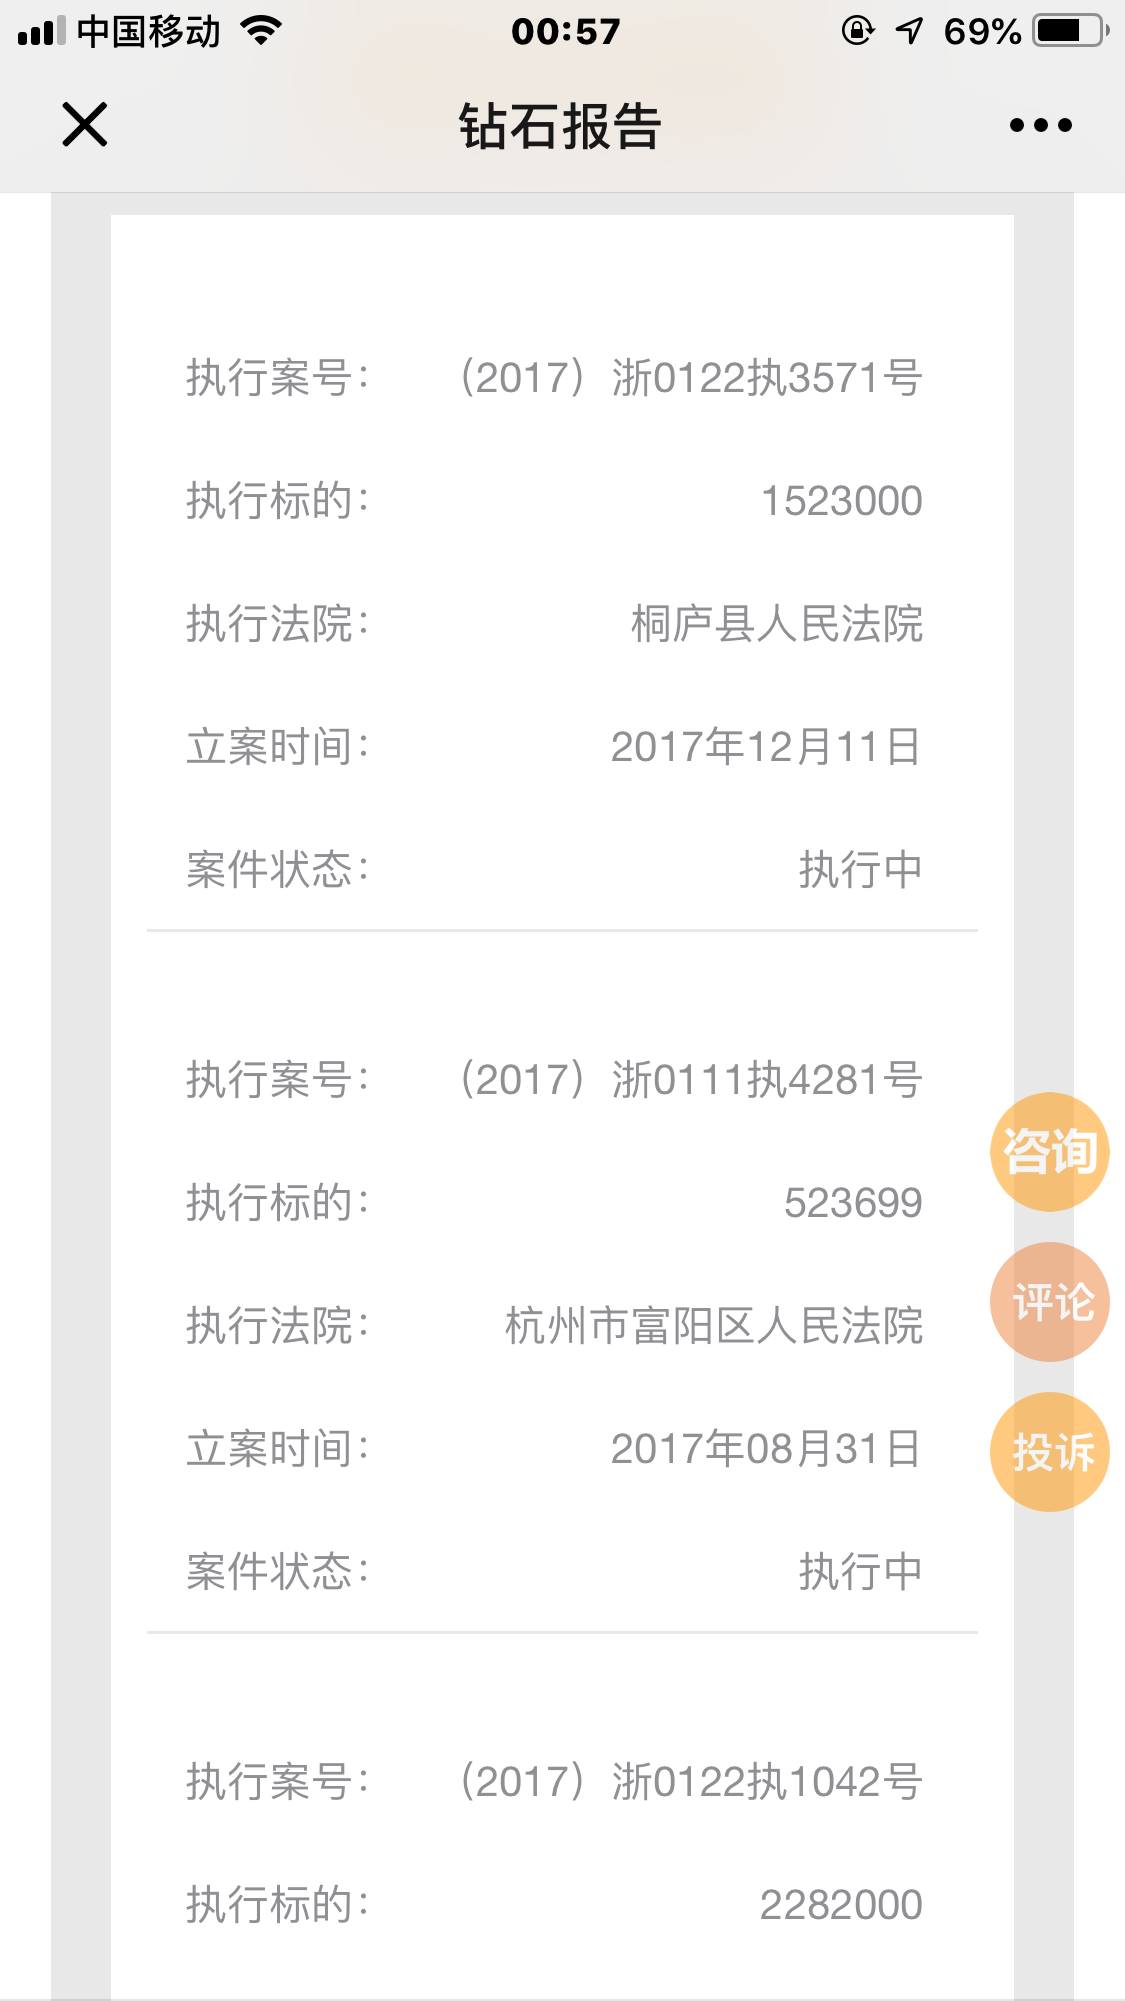 中国移动 00:57 69%
钻石报告
执行案号： （2017）浙0122执3571号
执行标的： 1523000
执行法院： 桐庐县人民法院
立案时间： 2017年12月11日
案件状态： 执行中
执行案号： （2017）浙0111执4281号
咨询
执行标的： 523699
评论
执行法院： 杭州市富阳区人民法院
立案时间： 2017年08月31日
投诉
案件状态： 执行中
执行案号： （2017）浙0122执1042号
执行标的： 2282000